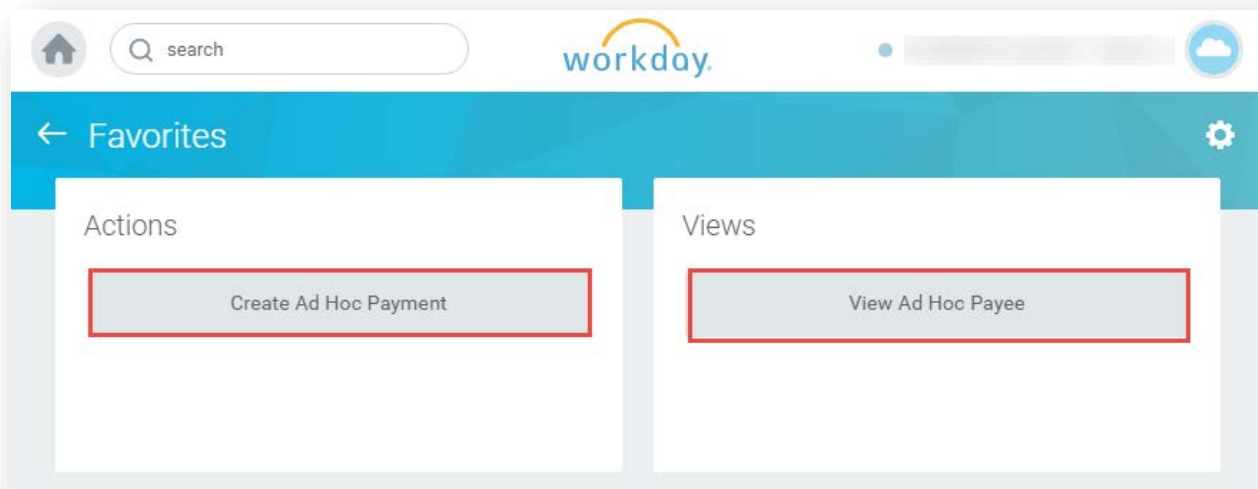 search
workday.
Favorites
Actions
Views
Create Ad Hoc Payment
View Ad Hoc Payee